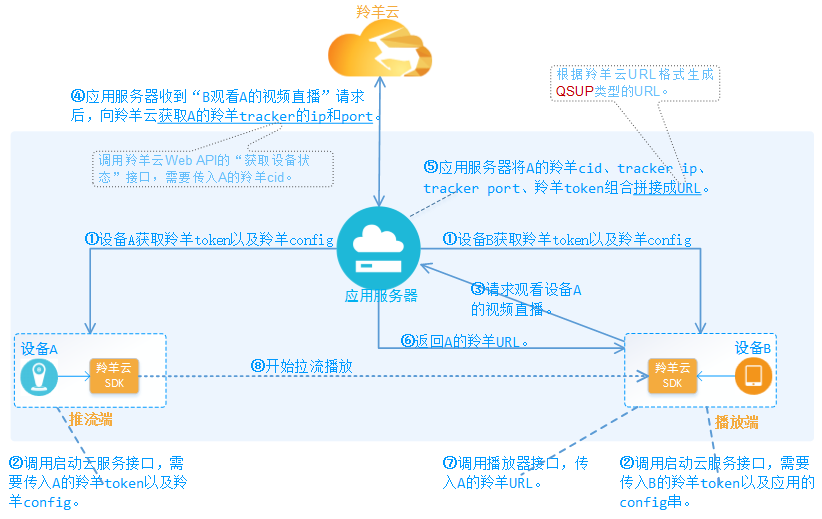 羚羊云
④应用服务器收到“B观看A的视频直播”请求
后，向羚羊云获取A的羚羊tracker的ip和port。
根据羚羊云URL格式生成
QSUP类型的URL。
调用羚羊云Web API的“获取设备状
态”接口，需要传入A的羚羊cid。
⑤应用服务器将A的羚羊cid、tracker ip、
tracker port、羚羊token组合拼接成URL。
①设备A获取羚羊token以及羚羊config
①设备B获取羚羊token以及羚羊config
应用服务器
③请求观看设备A
的视频直播。
⑥返回A的羚羊URL。
设备A
羚羊云
SDK
推流端
⑧开始拉流播放
设备B
羚羊云
SDK
播放端
②调用启动云服务接口，需
要传入A的羚羊token以及羚
羊config。
⑦调用播放器接口，传
入A的羚羊URL。
②调用启动云服务接口，需要
传入B的羚羊token以及应用的
config串。